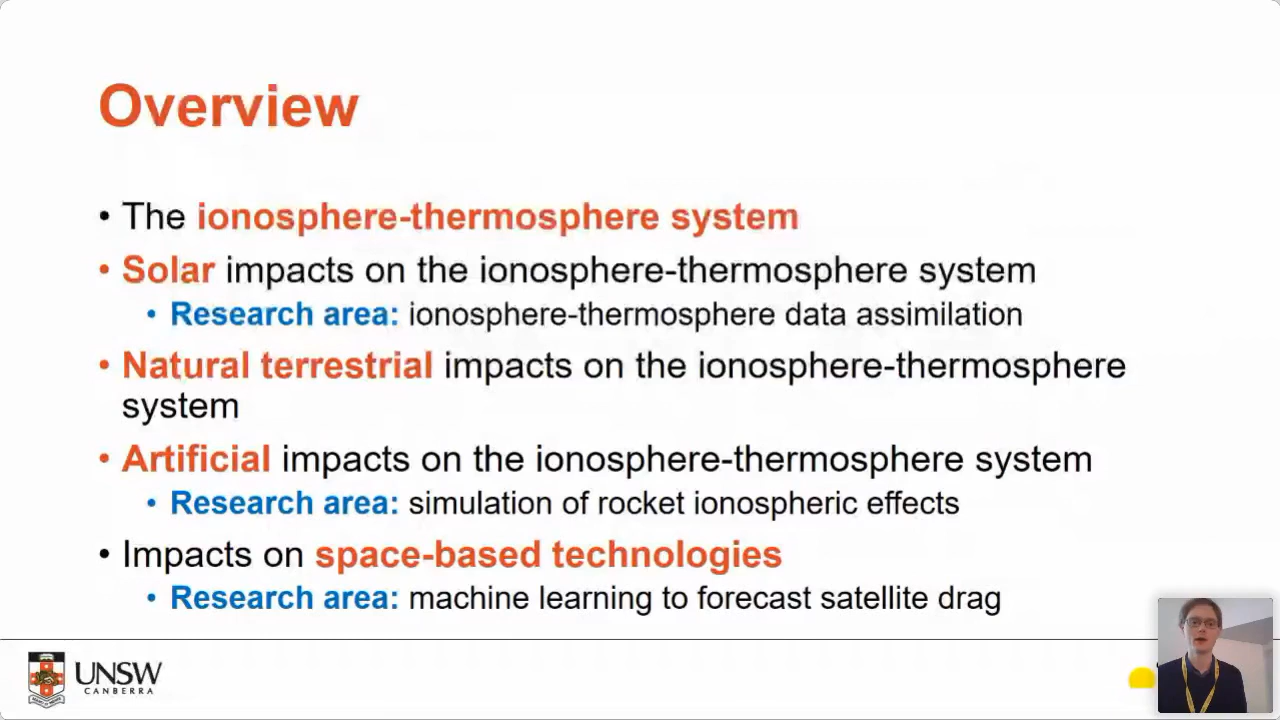 Overview
• The ionosphere-thermosphere system
• Solar impacts on the ionosphere-thermosphere system
• Research area: ionosphere-thermosphere data assimilation
• Natural terrestrial impacts on the ionosphere-thermosphere
system
• Artificial impacts on the ionosphere-thermosphere system
• Research area: simulation of rocket ionospheric effects
• Impacts on space-based technologies
• Research area: machine learning to forecast satellite drag
UNSW
CANBERRA